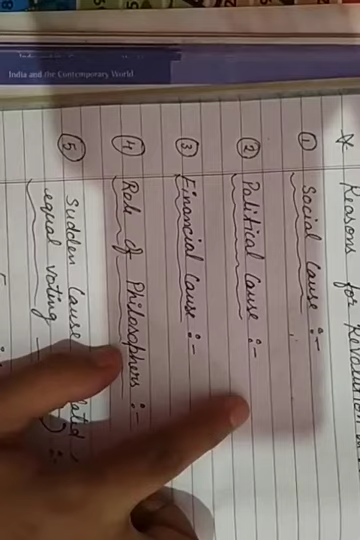 India and the Contemporary World
* Reasons for
① Social Cause :-
② Political Cause :-
③ Financial Cause :-
④ Role of Philosophers :-
⑤ Sudden Cause
equal voting